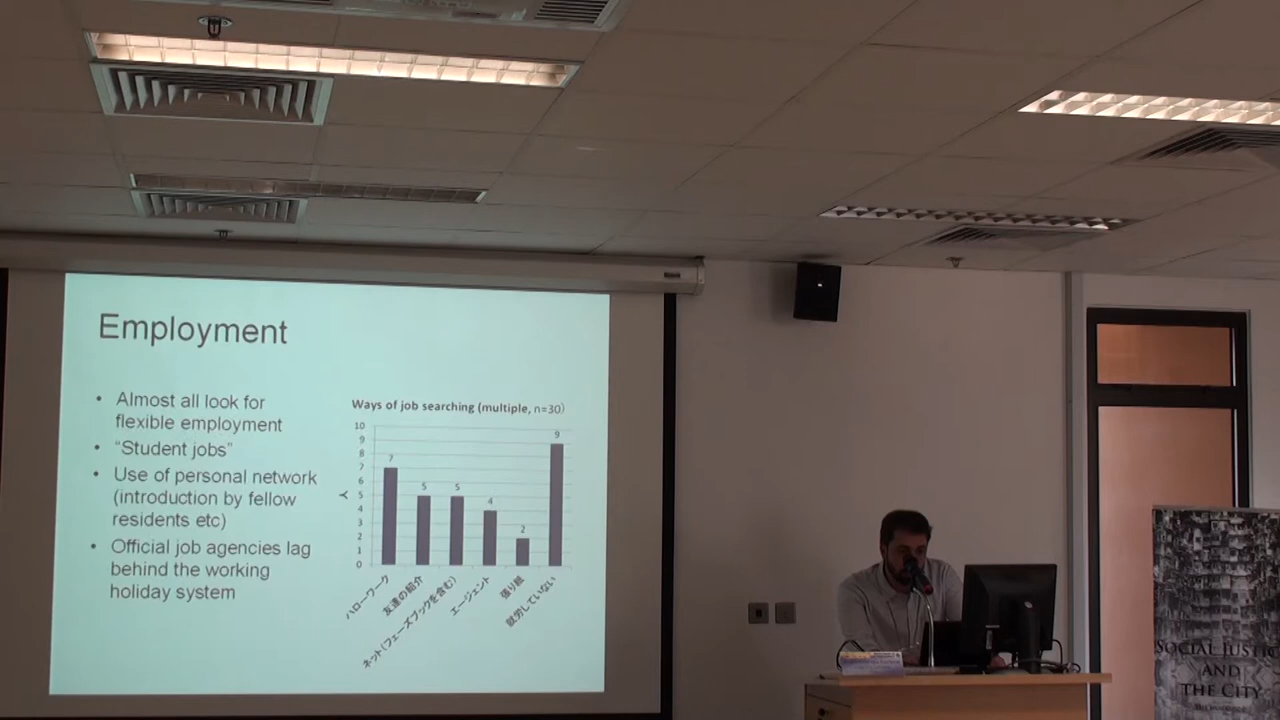 Employment
• Almost all look for
flexible employment
• “Student jobs”
• Use of personal network
(introduction by fellow
residents etc)
• Official job agencies lag
behind the working
holiday system
Ways of job searching (multiple, n=30)
10
9
8
7
6
5
4
3
2
1
0
人
7
5
5
4
2
9
ハローワーク
友達の紹介
ネット(フェーズブックを含む)
エージェント
張り紙
就労していない
SOCIAL JUSTIC
AND
THE CITY